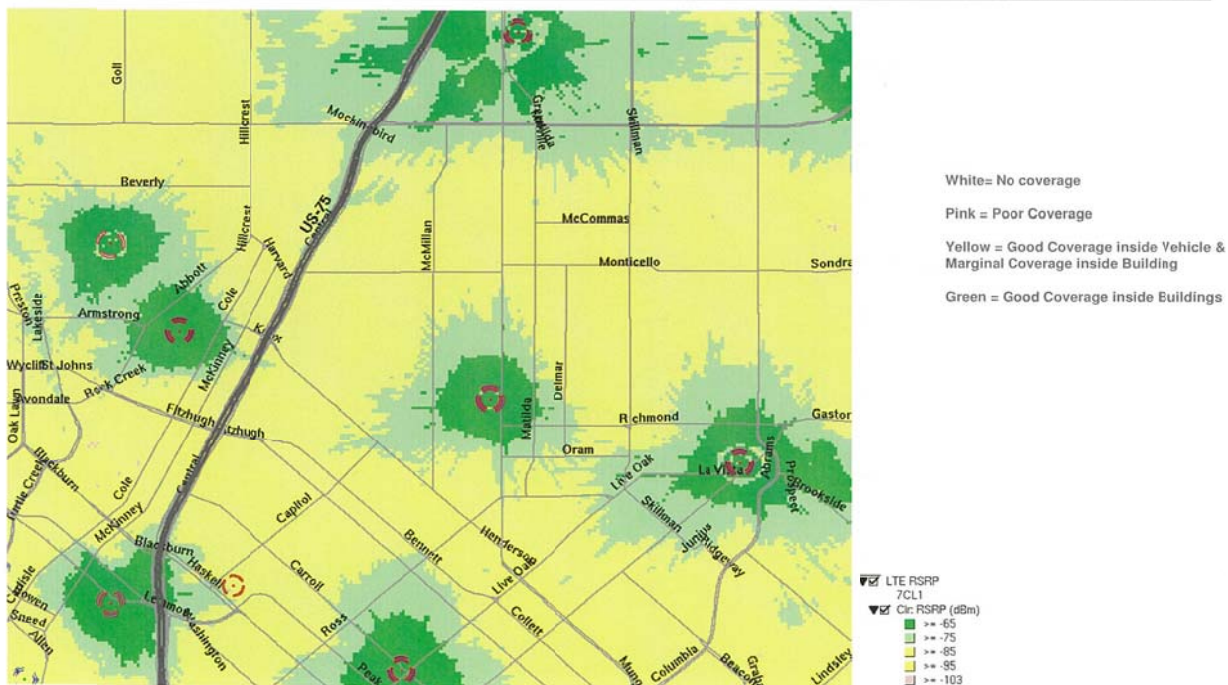 Goll
Hillcrest
Mockingbird
Skillman
Beverly
US-75
Central
McMillan
McCommas
White= No coverage
Pink = Poor Coverage
Yellow = Good Coverage inside Vehicle &
Marginal Coverage inside Building
Green = Good Coverage inside Buildings
Hillcrest
Harvard
Monticello
Sondra
Abbott
Cole
Preston
Lakeside
Armstrong
Knox
McKinney
St Johns
Rock Creek
Avondale
Oak Lawn
Fitzhugh
Matilda
Delmar
Richmond
Gaston
Oram
Live Oak
La Vista
Abrams
Prospect
Brookside
Blackburn
Turtle Creek
Central
Cole
McKinney
Capitol
Skillman
Junius
Ridgeway
Blackburn
Haskell
Carroll
Bennett
Henderson
Live Oak
Carlisle
Bowen
Sneed
Allen
Lemmon
Washington
Ross
Peak
Collett
Columbia
Lindsley
LTE RSRP
7CL1
Clr: RSRP (dBm)
>= -65
>= -75
>= -85
>= -95
>= -103